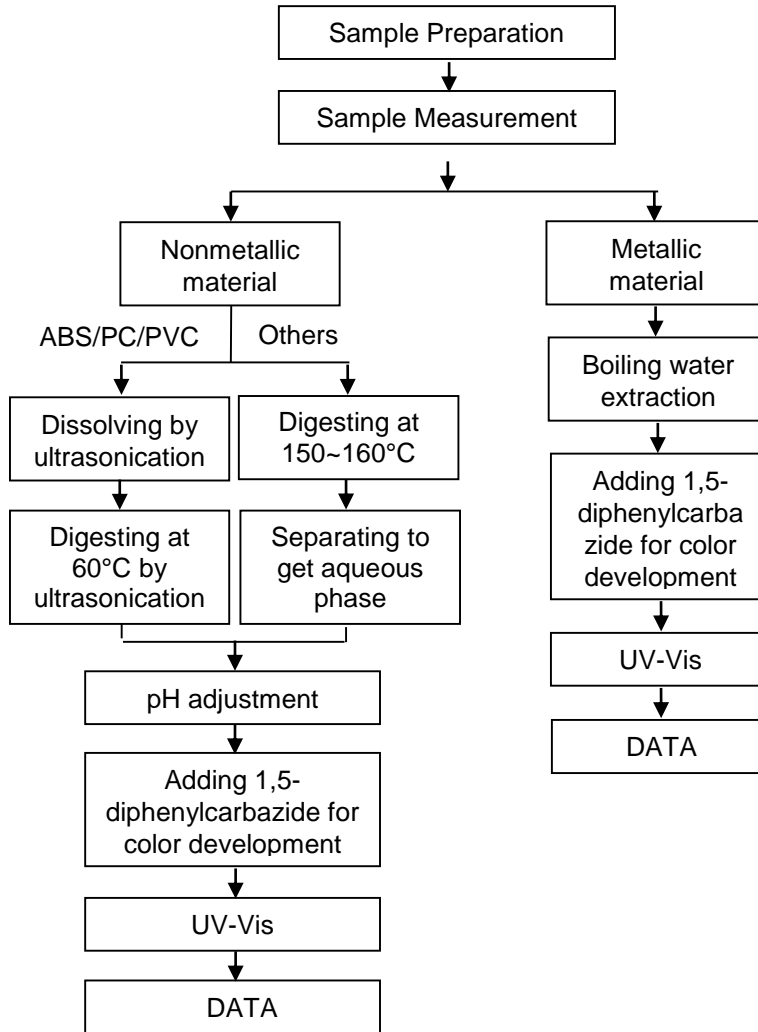 Sample Preparation
Sample Measurement
Nonmetallic
material
ABS/PC/PVC
Others
Dissolving by
ultrasonication
Digesting at
150~160°C
Digesting at
60°C by
ultrasonication
Separating to
get aqueous
phase
pH adjustment
Adding 1,5-
diphenylcarbazide for
color development
UV-Vis
DATA
Metallic
material
Boiling water
extraction
Adding 1,5-
diphenylcarba
zide for color
development
UV-Vis
DATA